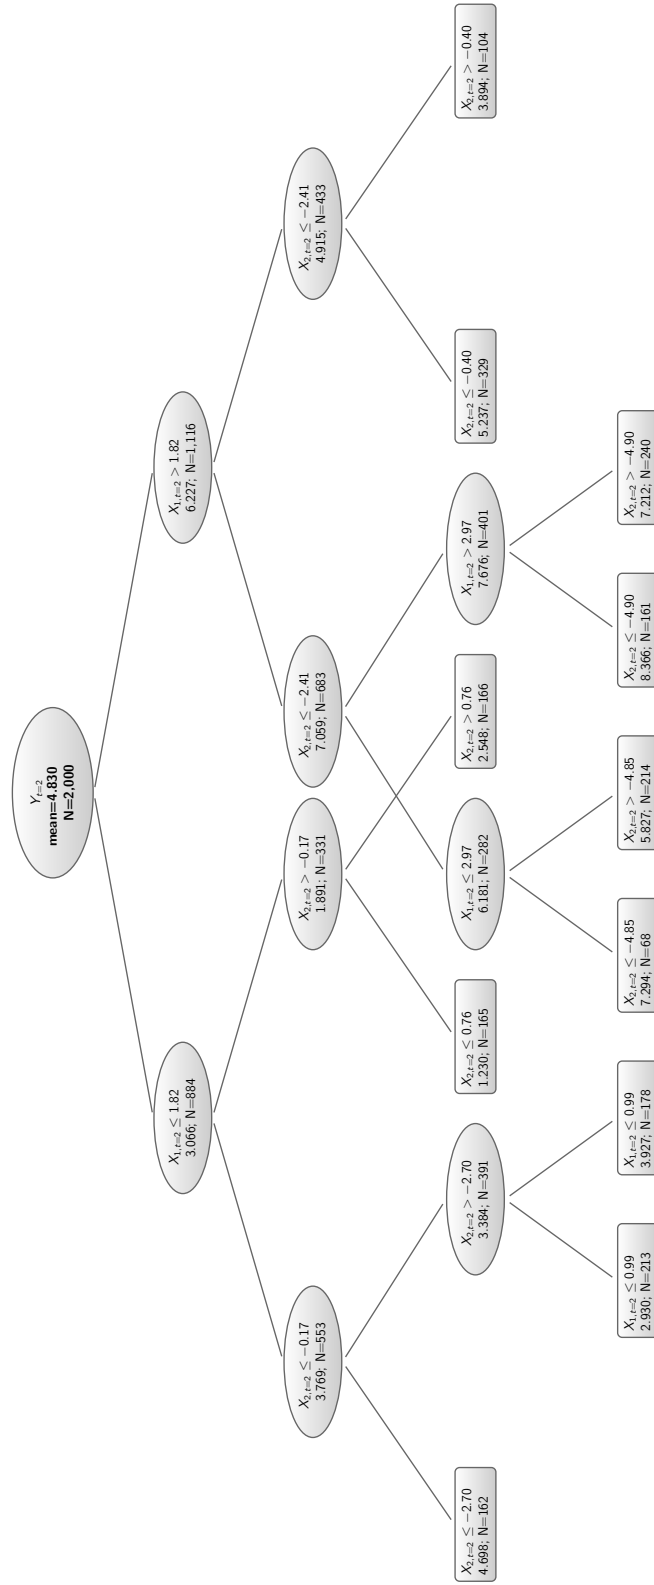 Y_{t=2}
mean=4.830
N=2,000
X_{1,t=2} ≤ 1.82
3.066; N=884
X_{1,t=2} > 1.82
6.227; N=1,116
X_{2,t=2} ≤ −0.17
3.769; N=553
X_{2,t=2} > −0.17
1.891; N=331
X_{2,t=2} ≤ −2.41
7.059; N=683
X_{2,t=2} ≤ −2.41
4.915; N=433
X_{2,t=2} ≤ −2.70
4.698; N=162
X_{2,t=2} > −2.70
3.384; N=391
X_{2,t=2} ≤ 0.76
1.230; N=165
X_{1,t=2} ≤ 2.97
6.181; N=282
X_{2,t=2} > 0.76
2.548; N=166
X_{1,t=2} > 2.97
7.676; N=401
X_{2,t=2} ≤ −0.40
5.237; N=329
X_{2,t=2} > −0.40
3.894; N=104
X_{1,t=2} ≤ 0.99
2.930; N=213
X_{1,t=2} ≤ 0.99
3.927; N=178
X_{2,t=2} ≤ −4.85
7.294; N=68
X_{2,t=2} > −4.85
5.827; N=214
X_{2,t=2} ≤ −4.90
8.366; N=161
X_{2,t=2} > −4.90
7.212; N=240